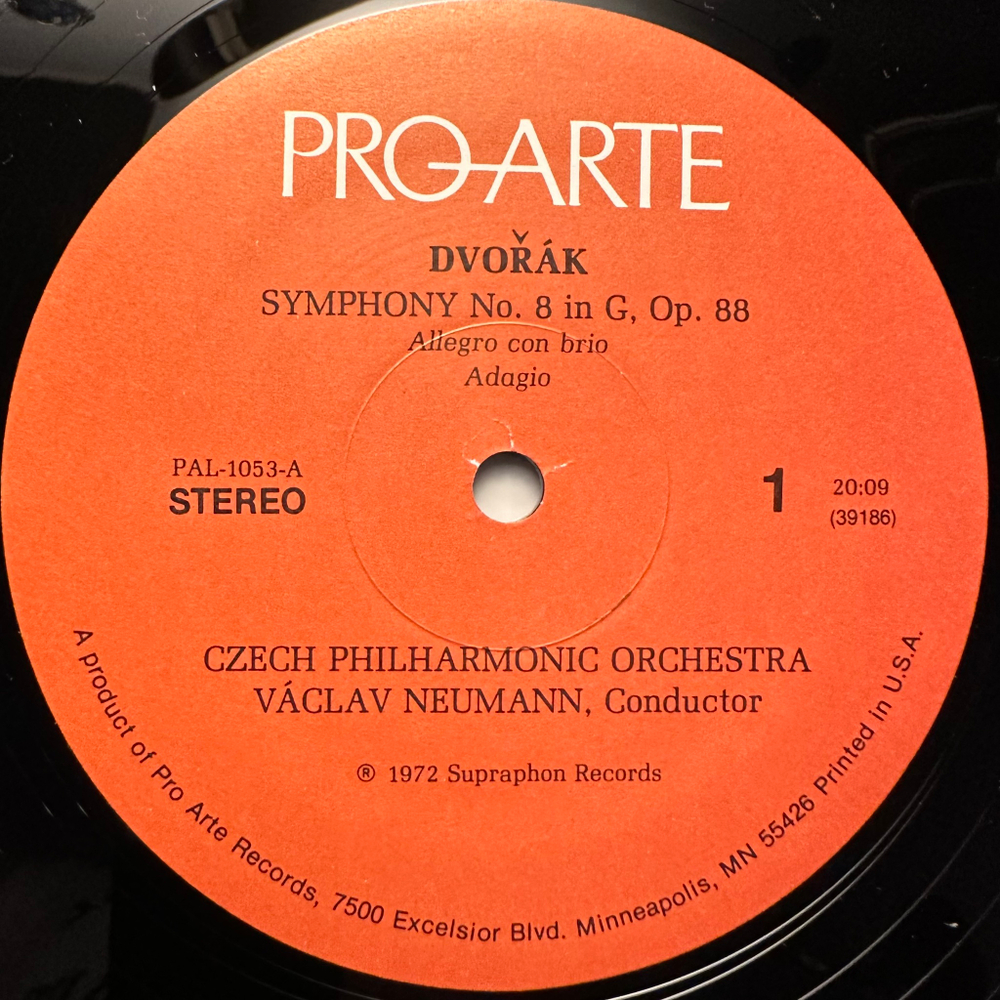 PRO-ARTE
DVOŘÁK
SYMPHONY No. 8 in G, Op. 88
Allegro con brio
Adagio
PAL-1053-A
STEREO
1
20:09
(39186)
CZECH PHILHARMONIC ORCHESTRA
VÁCLAV NEUMANN, Conductor
® 1972 Supraphon Records
A product of Pro Arte Records, 7500 Excelsior Blvd. Minneapolis, MN 55426 Printed in U.S.A.